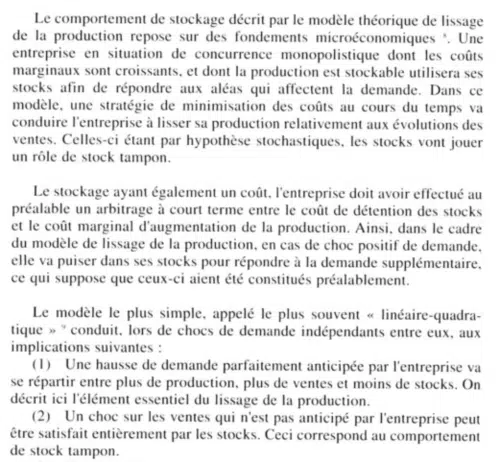 Le comportement de stockage décrit par le modèle théorique de lissage
de la production repose sur des fondements microéconomiques ⁸. Une
entreprise en situation de concurrence monopolistique dont les coûts
marginaux sont croissants, et dont la production est stockable utilisera ses
stocks afin de répondre aux aléas qui affectent la demande. Dans ce
modèle, une stratégie de minimisation des coûts au cours du temps va
conduire l'entreprise à lisser sa production relativement aux évolutions des
ventes. Celles-ci étant par hypothèse stochastiques, les stocks vont jouer
un rôle de stock tampon.
Le stockage ayant également un coût, l'entreprise doit avoir effectué au
préalable un arbitrage à court terme entre le coût de détention des stocks
et le coût marginal d'augmentation de la production. Ainsi, dans le cadre
du modèle de lissage de la production, en cas de choc positif de demande,
elle va puiser dans ses stocks pour répondre à la demande supplémentaire,
ce qui suppose que ceux-ci aient été constitués préalablement.
Le modèle le plus simple, appelé le plus souvent « linéaire-quadra-
tique » ⁹ conduit, lors de chocs de demande indépendants entre eux, aux
implications suivantes :
(1) Une hausse de demande parfaitement anticipée par l'entreprise va
se répartir entre plus de production, plus de ventes et moins de stocks. On
décrit ici l'élément essentiel du lissage de la production.
(2) Un choc sur les ventes qui n'est pas anticipé par l'entreprise peut
être satisfait entièrement par les stocks. Ceci correspond au comportement
de stock tampon.